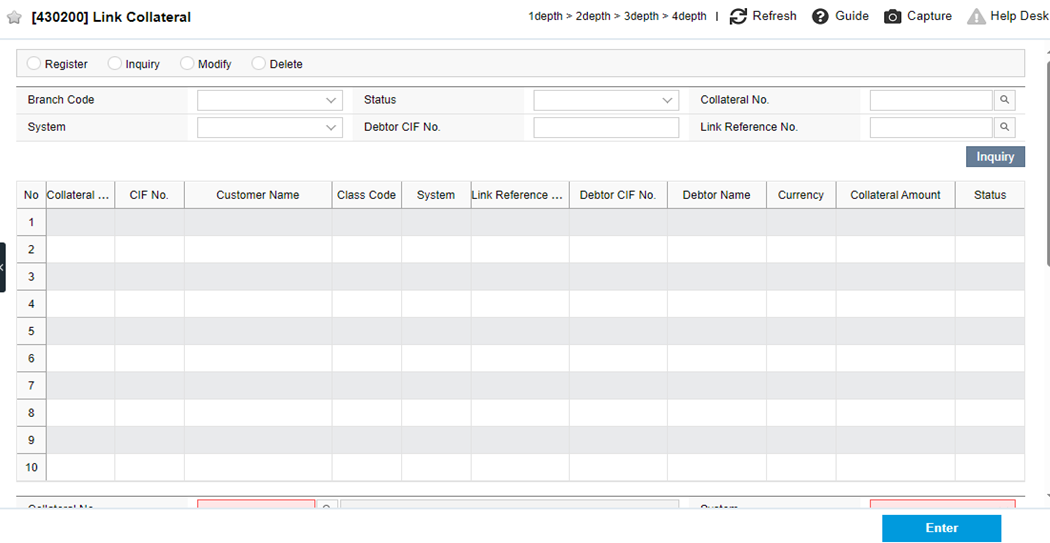 [430200] Link Collateral
1depth > 2depth > 3depth > 4depth | Refresh Guide Capture Help Desk
Register Inquiry Modify Delete
Branch Code Status Collateral No.
System Debtor CIF No. Link Reference No.
Inquiry
No Collateral ... CIF No. Customer Name Class Code System Link Reference ... Debtor CIF No. Debtor Name Currency Collateral Amount Status
1
2
3
4
5
6
7
8
9
10
Collateral No. System
Enter